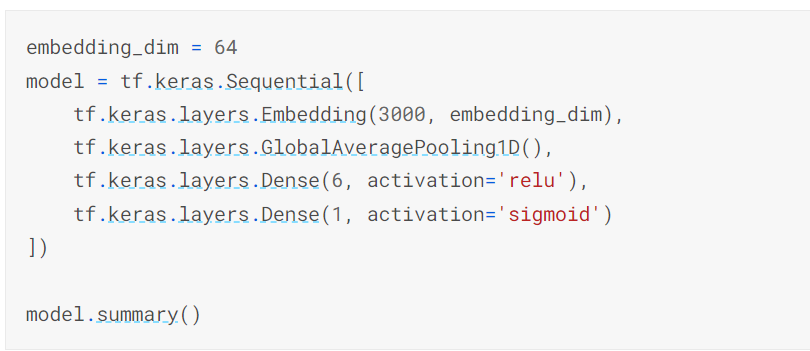 embedding_dim = 64
model = tf.keras.Sequential([
    tf.keras.layers.Embedding(3000, embedding_dim),
    tf.keras.layers.GlobalAveragePooling1D(),
    tf.keras.layers.Dense(6, activation='relu'),
    tf.keras.layers.Dense(1, activation='sigmoid')
])
model.summary()